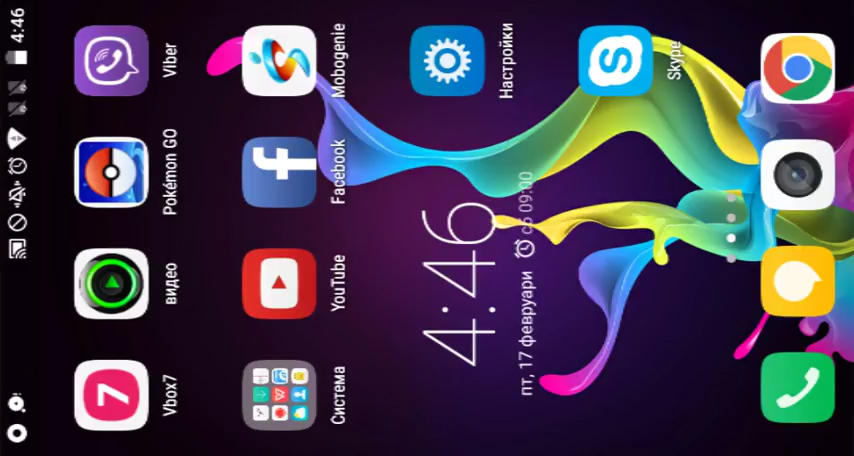 4:46
Vbox7 видео Pokémon GO Viber
Система YouTube Facebook Mobogenie
4:46
Настройки
пт, 17 февруари сб 09:00
Skype